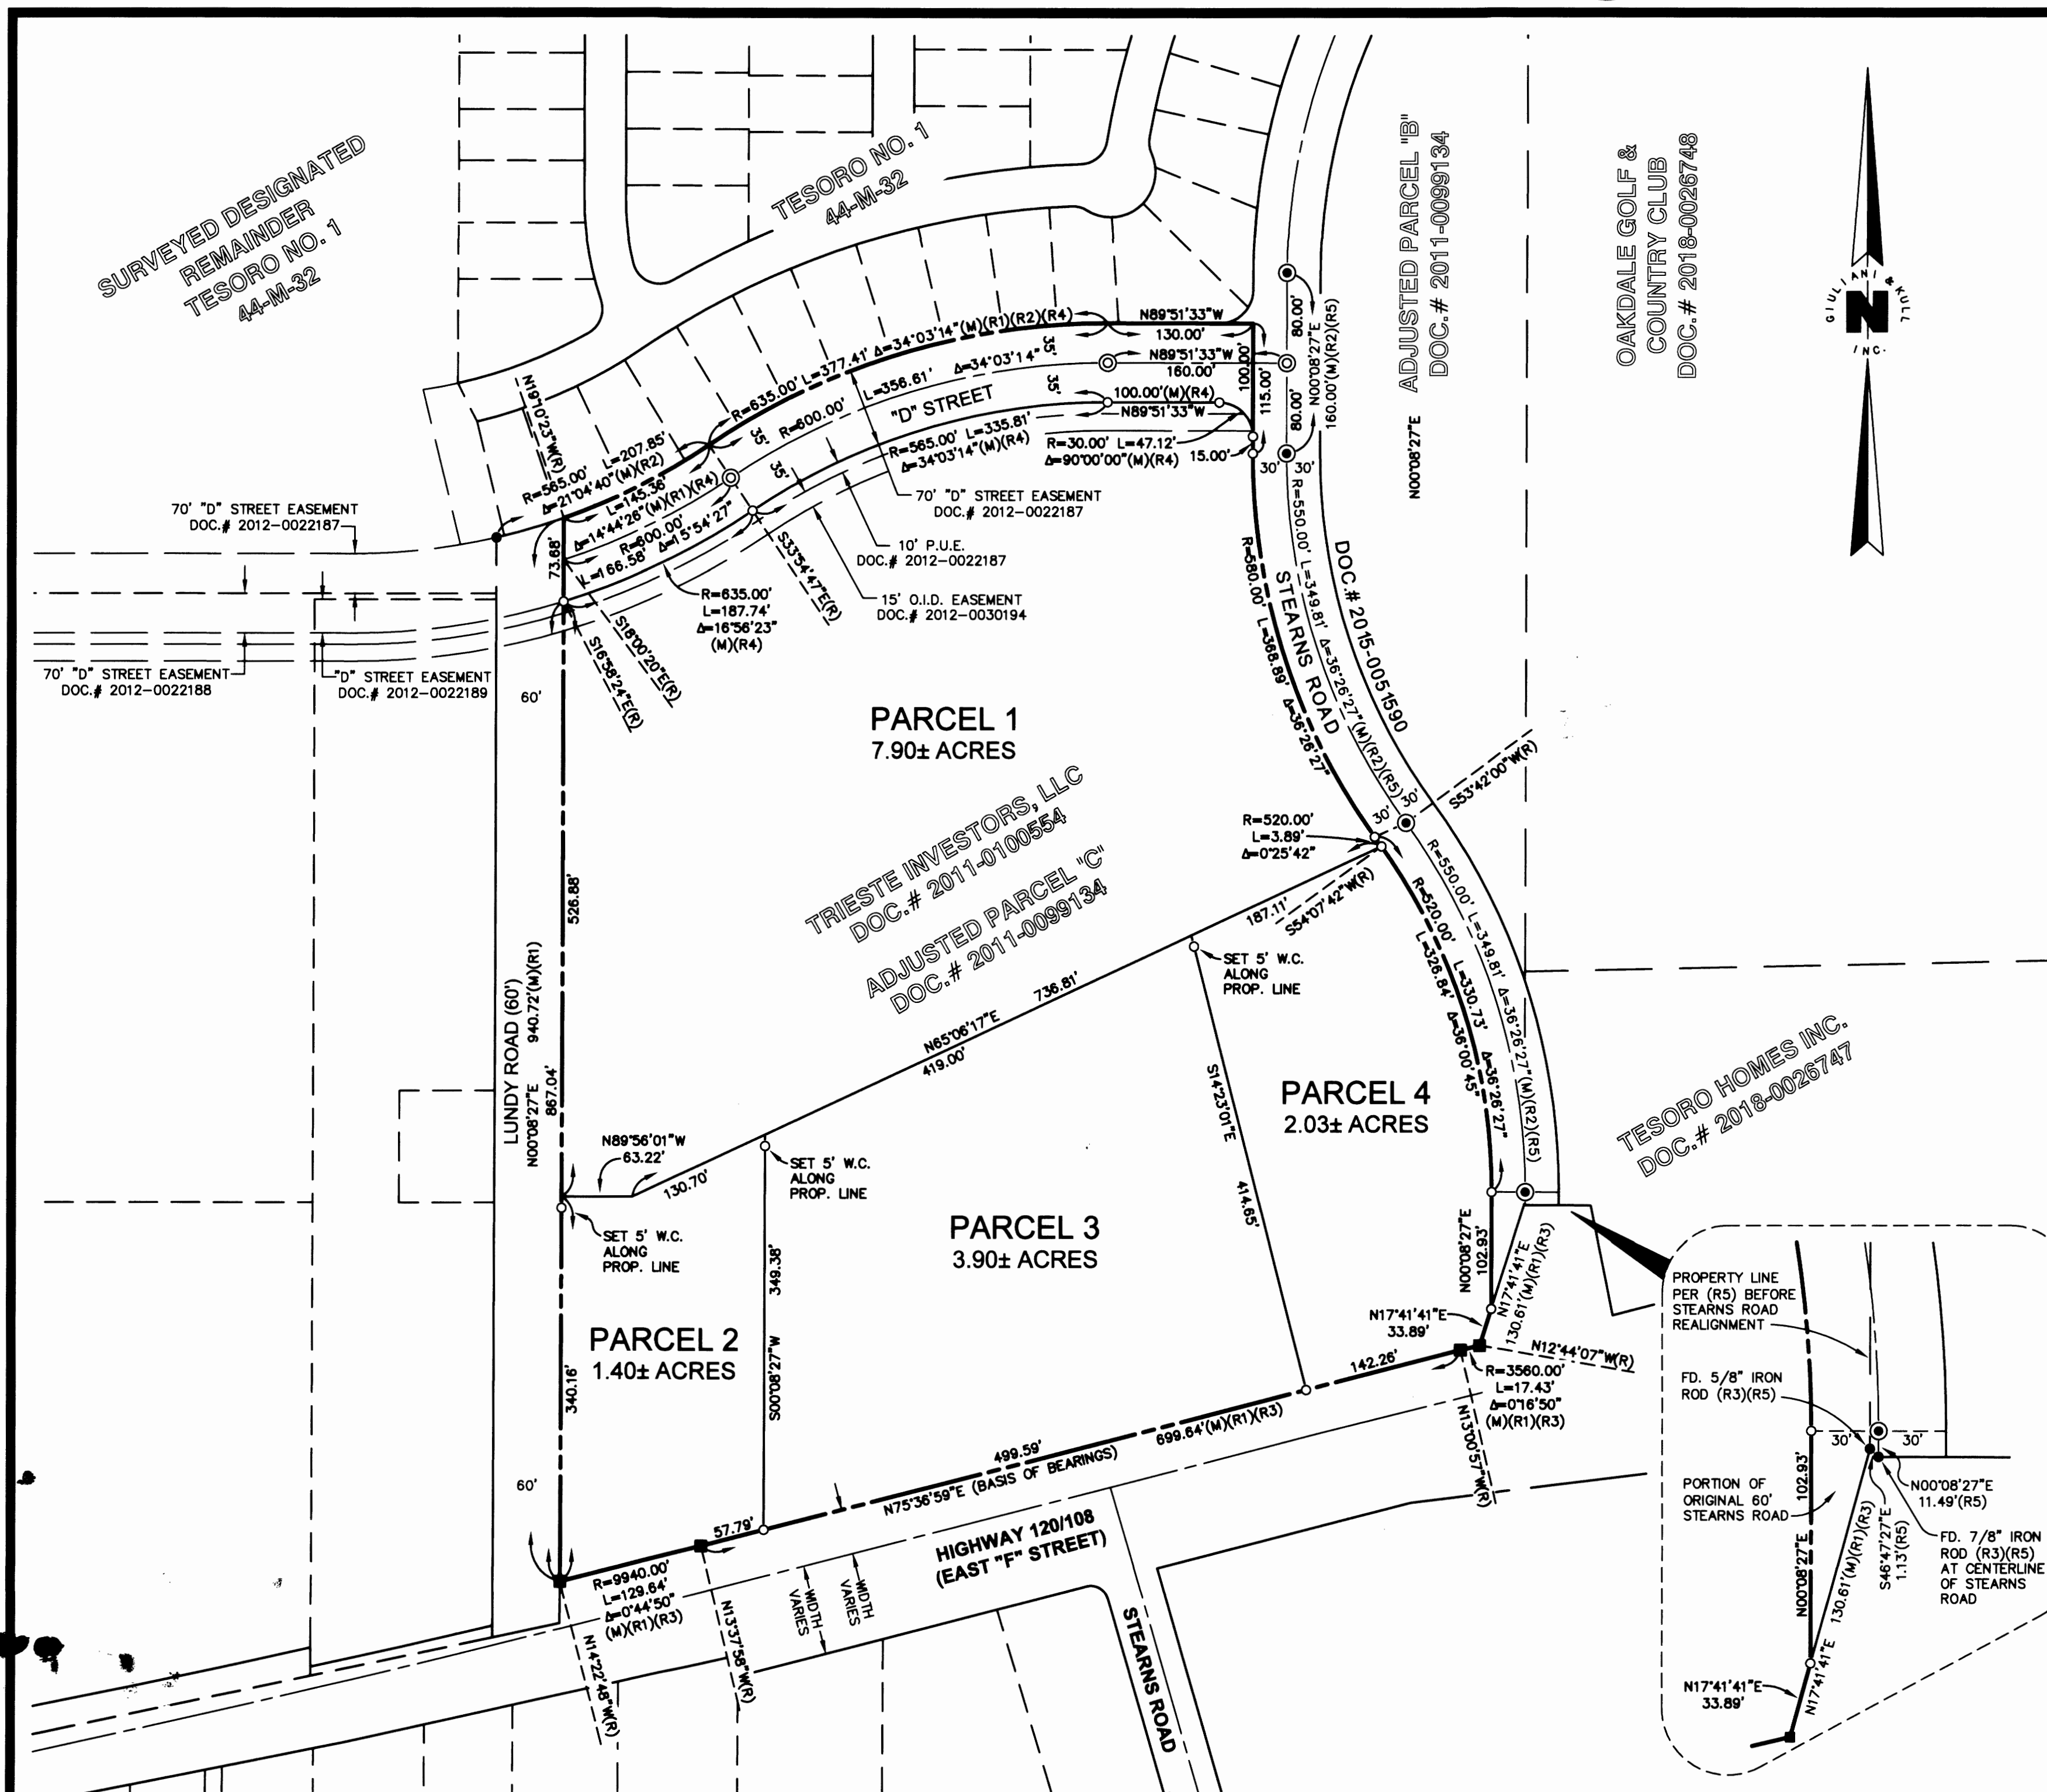 SURVEYED DESIGNATED
REMAINDER
TESORO NO. 1
44-M-32
TESORO NO. 1
44-M-32
ADJUSTED PARCEL "B"
DOC.# 2011-0099134
OAKDALE GOLF &
COUNTRY CLUB
DOC.# 2018-0026748
GIULIANI & KULL
N
INC.
N19°10'23"W(R)
R=635.00' L=377.41' Δ=34°03'14"(M)(R1)(R2)(R4)
N89°51'33"W
130.00'
N89°51'33"W
160.00'
100.00'(M)(R4)
N89°51'33"W
100.00'
115.00'
80.00'
80.00'
N00°08'27"E
160.00'(M)(R2)(R5)
N00°08'27"E
R=600.00'
L=356.61'
Δ=34°03'14"
"D" STREET
35'
35'
35'
35'
35'
R=565.00' L=335.81'
Δ=34°03'14"(M)(R4)
R=30.00' L=47.12'
Δ=90°00'00"(M)(R4)
15.00'
30'
30'
R=565.00'
L=207.85'
Δ=21°04'40"(M)(R2)
L=145.36'
Δ=14°44'26"(M)(R1)(R4)
R=600.00'
L=166.58'
Δ=15°54'27"
73.68'
70' "D" STREET EASEMENT
DOC.# 2012-0022187
70' "D" STREET EASEMENT
DOC.# 2012-0022187
10' P.U.E.
DOC.# 2012-0022187
15' O.I.D. EASEMENT
DOC.# 2012-0030194
R=635.00'
L=187.74'
Δ=16°56'23"
(M)(R4)
S33°54'47"E(R)
S18°00'20"E(R)
S16°58'24"E(R)
70' "D" STREET EASEMENT
DOC.# 2012-0022188
"D" STREET EASEMENT
DOC.# 2012-0022189
60'
R=580.00' L=368.89' Δ=36°26'27"
STEARNS ROAD
R=550.00' L=349.81' Δ=36°26'27"(M)(R2)(R5)
DOC.# 2015-0051590
PARCEL 1
7.90± ACRES
TRIESTE INVESTORS, LLC
DOC.# 2011-0100554
ADJUSTED PARCEL "C"
DOC.# 2011-0099134
R=520.00'
L=3.89'
Δ=0°25'42"
30'
30'
S53°42'00"W(R)
S54°07'42"W(R)
187.11'
SET 5' W.C.
ALONG
PROP. LINE
736.81'
N65°06'17"E
419.00'
R=550.00' L=349.81' Δ=36°26'27"(M)(R2)(R5)
R=520.00' L=330.73' Δ=36°26'27"
L=326.84' Δ=36°00'45"
526.88'
LUNDY ROAD (60')
N00°08'27"E 940.72'(M)(R1)
867.04'
N89°56'01"W
63.22'
130.70'
SET 5' W.C.
ALONG
PROP. LINE
SET 5' W.C.
ALONG
PROP. LINE
S14°23'01"E
414.65'
PARCEL 4
2.03± ACRES
TESORO HOMES INC.
DOC.# 2018-0026747
PARCEL 3
3.90± ACRES
PARCEL 2
1.40± ACRES
349.38'
S00°08'27"W
340.16'
60'
N00°08'27"E
102.93'
N17°41'41"E
130.61'(M)(R1)(R3)
N17°41'41"E
33.89'
142.26'
N12°44'07"W(R)
R=3560.00'
L=17.43'
Δ=0°16'50"
(M)(R1)(R3)
N13°00'57"W(R)
699.64'(M)(R1)(R3)
499.59'
N75°36'59"E (BASIS OF BEARINGS)
57.79'
R=9940.00'
L=129.64'
Δ=0°44'50"
(M)(R1)(R3)
N14°22'48"W(R)
N13°37'58"W(R)
WIDTH
VARIES
WIDTH
VARIES
HIGHWAY 120/108
(EAST "F" STREET)
STEARNS ROAD
PROPERTY LINE
PER (R5) BEFORE
STEARNS ROAD
REALIGNMENT
FD. 5/8" IRON
ROD (R3)(R5)
30'
30'
PORTION OF
ORIGINAL 60'
STEARNS ROAD
102.93'
N00°08'27"E
N00°08'27"E
11.49'(R5)
S46°47'27"E
1.13'(R5)
FD. 7/8" IRON
ROD (R3)(R5)
AT CENTERLINE
OF STEARNS
ROAD
N17°41'41"E 130.61'(M)(R1)(R3)
N17°41'41"E
33.89'